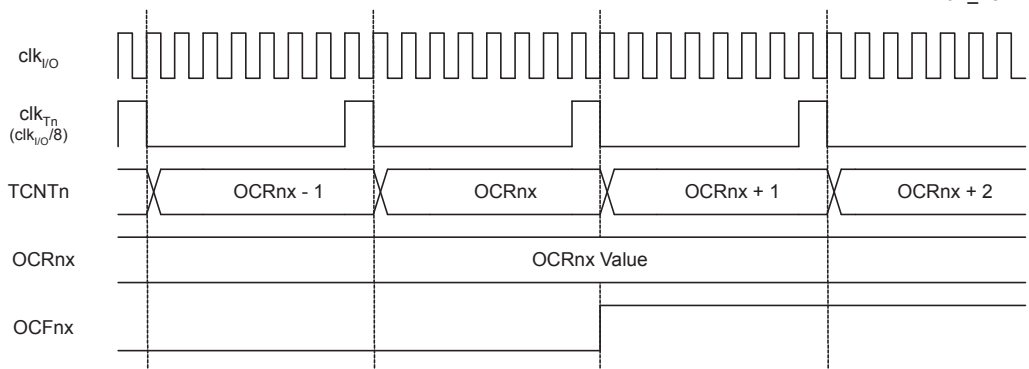 clkI/O
clkTn
(clkI/O/8)
TCNTn OCRnx - 1 OCRnx OCRnx + 1 OCRnx + 2
OCRnx OCRnx Value
OCFnx